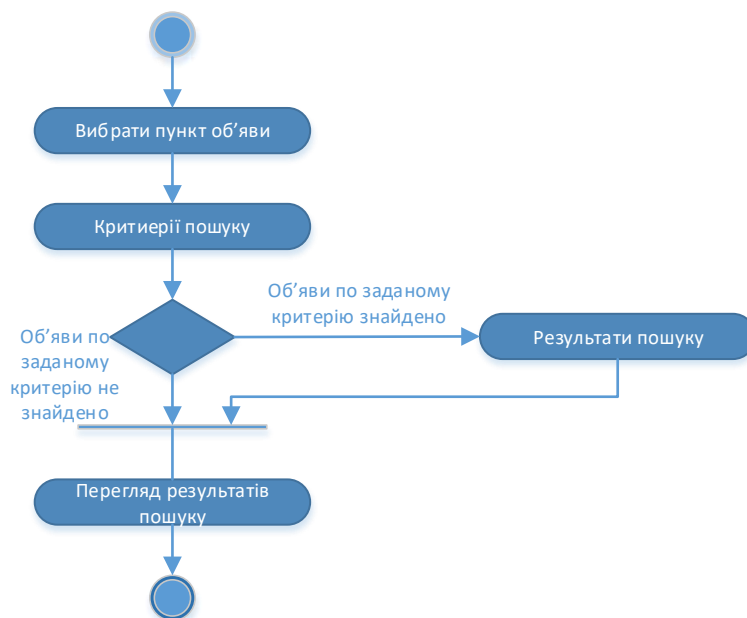 Вибрати пункт об’яви
Критиерії пошуку
Об’яви по заданому
критерію знайдено
Об’яви по
заданому
критерію не
знайдено
Результати пошуку
Перегляд результатів
пошуку